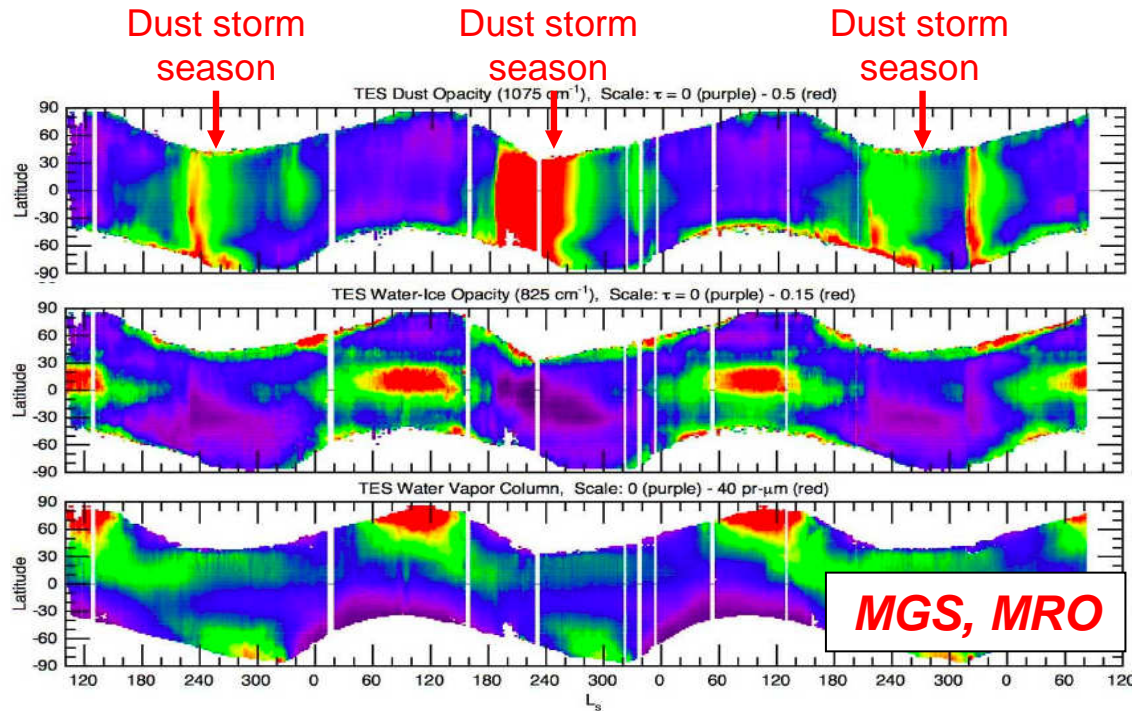 Dust storm season
Dust storm season
Dust storm season
TES Dust Opacity (1075 cm⁻¹), Scale: τ = 0 (purple) - 0.5 (red)
Latitude
90
60
30
0
-30
-60
-90
TES Water-Ice Opacity (825 cm⁻¹), Scale: τ = 0 (purple) - 0.15 (red)
Latitude
90
60
30
0
-30
-60
-90
TES Water Vapor Column, Scale: 0 (purple) - 40 pr-μm (red)
Latitude
90
60
30
0
-30
-60
-90
MGS, MRO
120 180 240 300 0 60 120 180 240 300 0 60 120 180 240 300 0 60 120
Ls